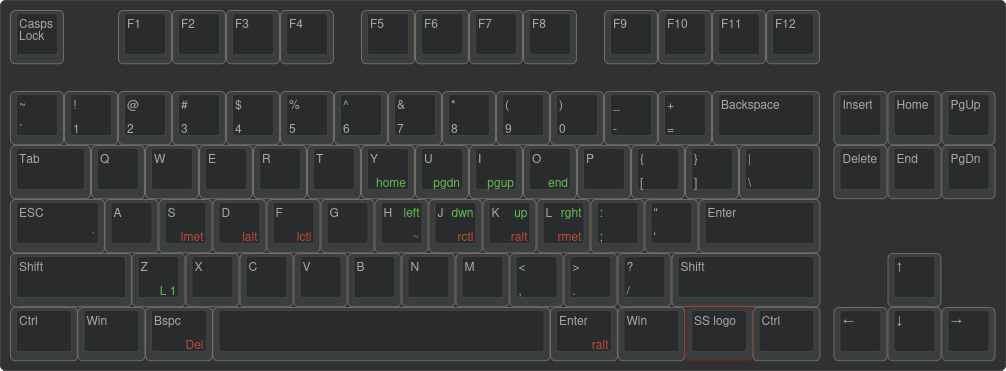 Casps
Lock
F1 F2 F3 F4 F5 F6 F7 F8 F9 F10 F11 F12
~ ! @ # $ % ^ & * ( ) _ + Backspace Insert Home PgUp
` 1 2 3 4 5 6 7 8 9 0 - =
Tab Q W E R T Y U I O P { } | Delete End PgDn
home pgdn pgup end [ ] \
ESC A S D F G H left J dwn K up L rght : " Enter
` lmet lalt lctl ~ rctl ralt rmet ; '
Shift Z X C V B N M < > ? Shift ↑
L 1 , . /
Ctrl Win Bspc Enter Win SS logo Ctrl ← ↓ →
Del ralt